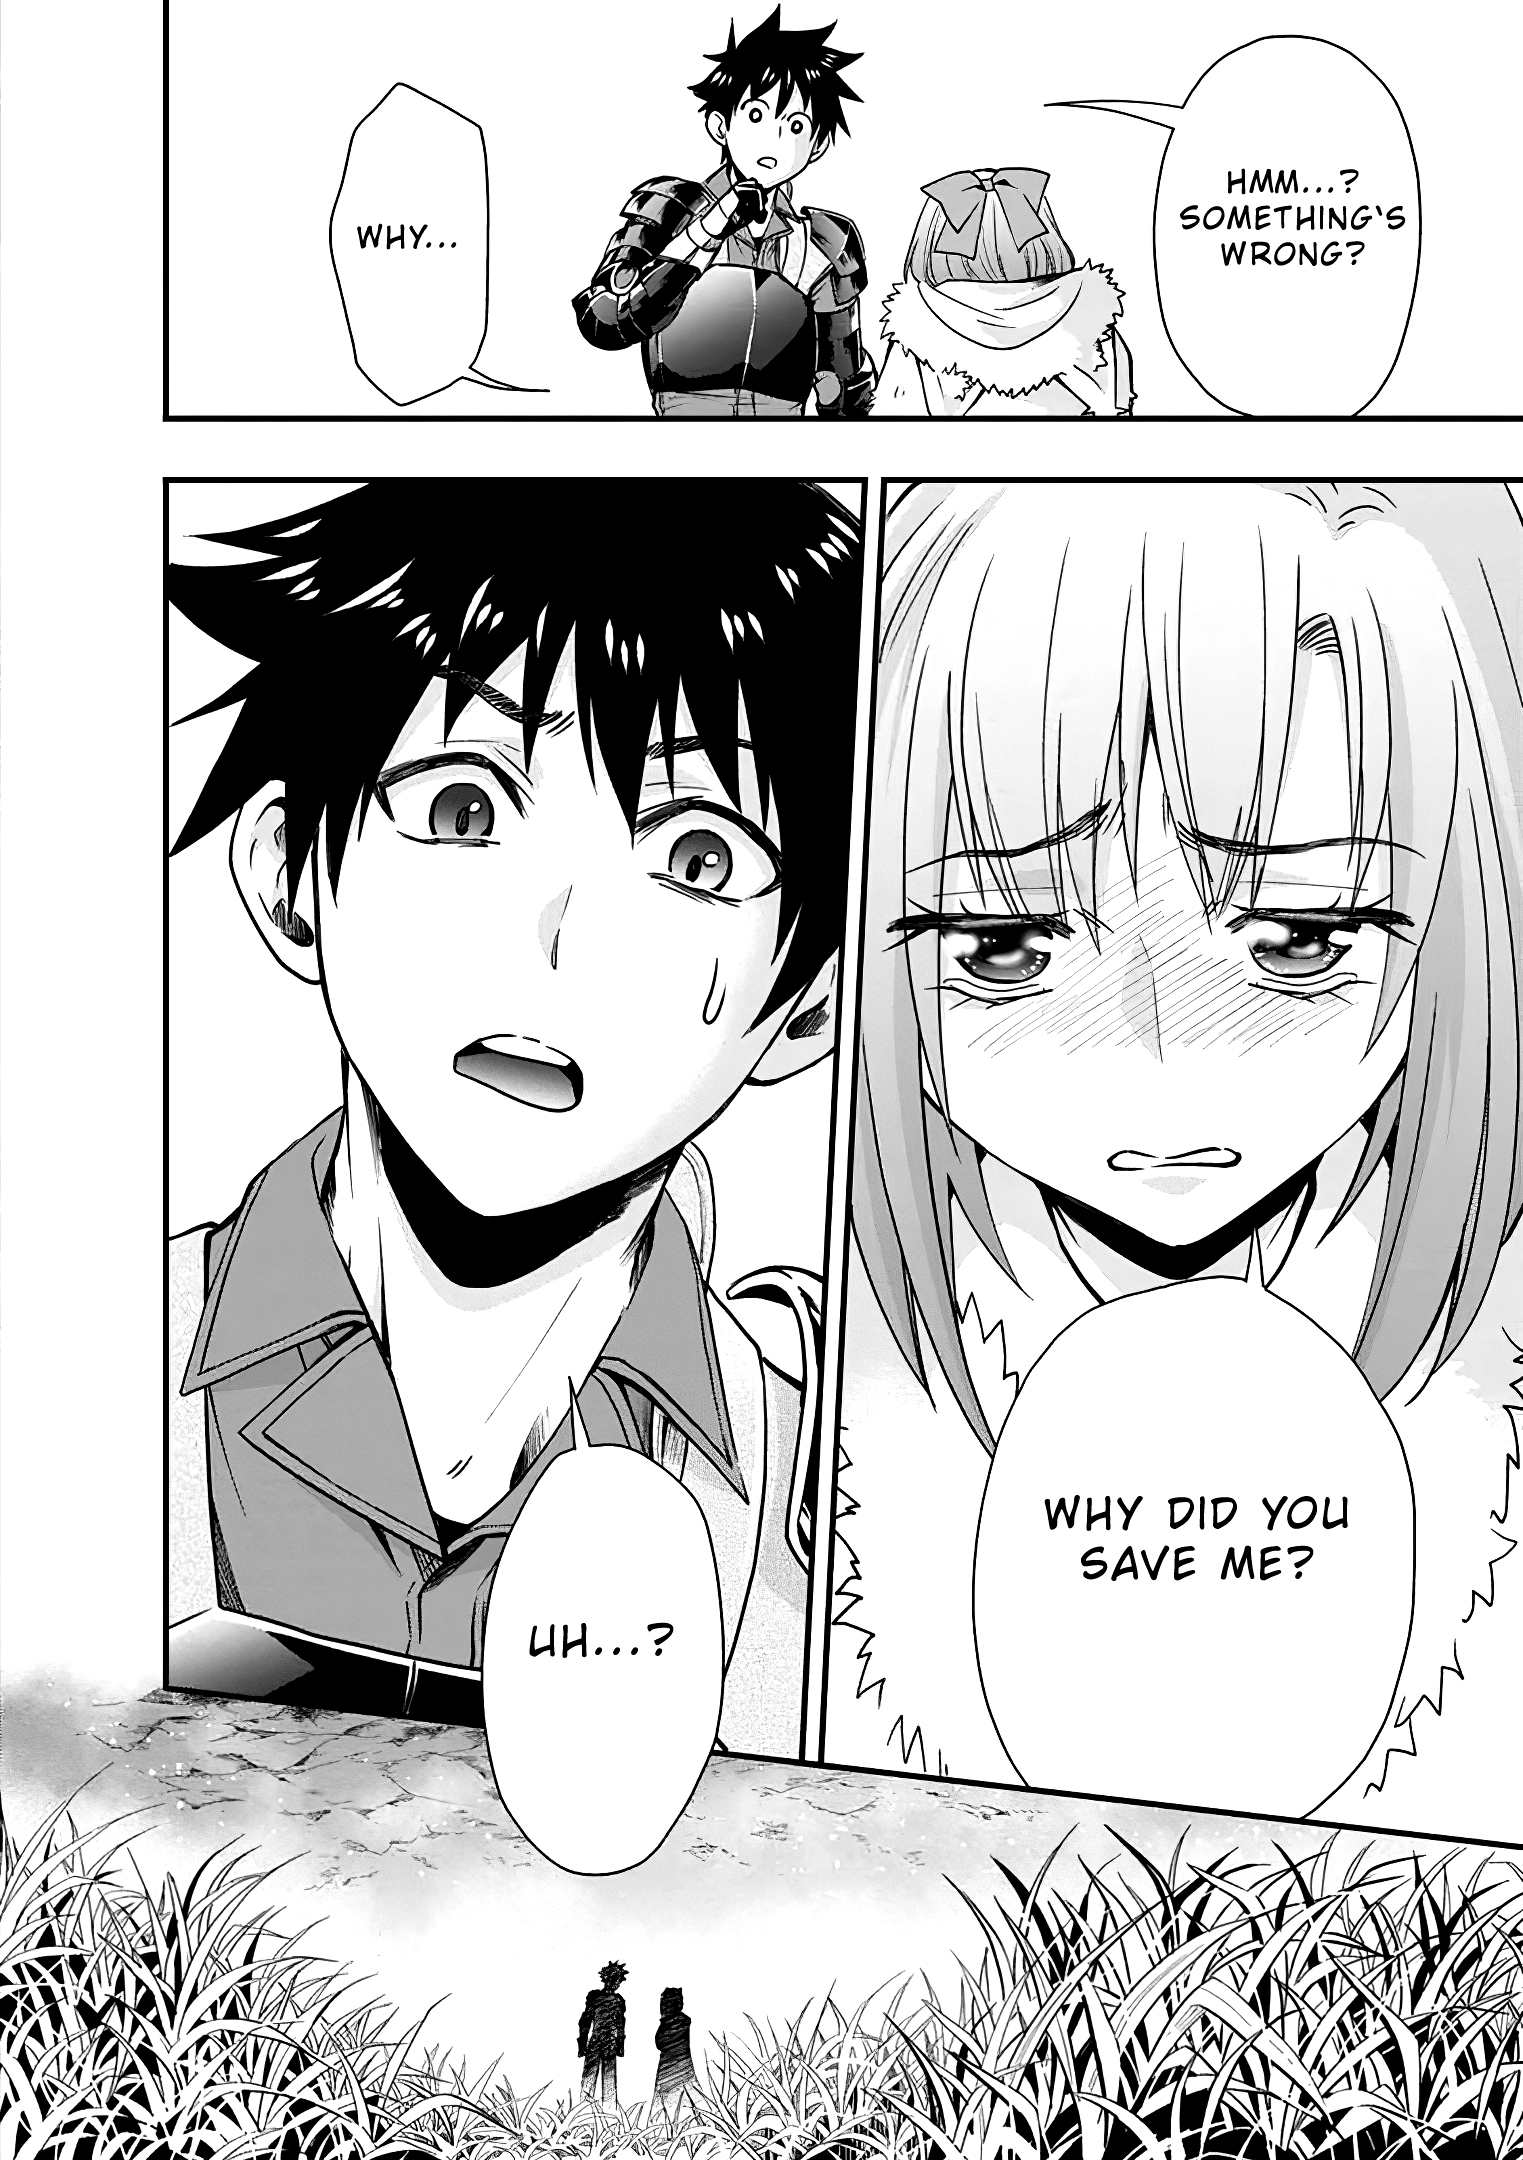 HMM...?
SOMETHING'S
WRONG?
WHY...
WHY DID YOU
SAVE ME?
UH...?